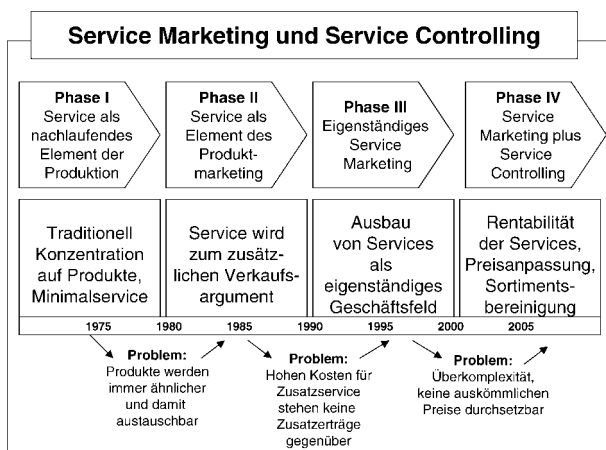 Service Marketing und Service Controlling
Phase I
Service als
nachlaufendes
Element der
Produktion
Phase II
Service als
Element des
Produkt-
marketing
Phase III
Eigenständiges
Service
Marketing
Phase IV
Service
Marketing plus
Service
Controlling
Traditionell
Konzentration
auf Produkte,
Minimalservice
Service wird
zum zusätz-
lichen Verkaufs-
argument
Ausbau
von Services
als
eigenständiges
Geschäftsfeld
Rentabilität
der Services,
Preisanpassung,
Sortiments-
bereinigung
1975 1980 1985 1990 1995 2000 2005
Problem:
Produkte werden
immer ähnlicher
und damit
austauschbar
Problem:
Hohen Kosten für
Zusatzservice
stehen keine
Zusatzerträge
gegenüber
Problem:
Überkomplexität,
keine auskömmlichen
Preise durchsetzbar